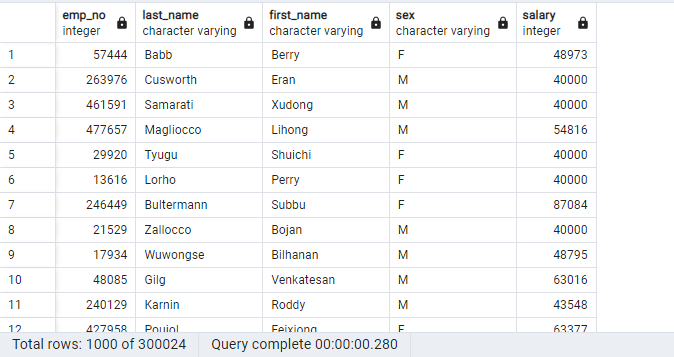 emp_no last_name first_name sex salary
integer character varying character varying character varying integer
1 57444 Babb Berry F 48973
2 263976 Cusworth Eran M 40000
3 461591 Samarati Xudong M 40000
4 477657 Magliocco Lihong M 54816
5 29920 Tyugu Shuichi F 40000
6 13616 Lorho Perry F 40000
7 246449 Bultermann Subbu F 87084
8 21529 Zallocco Bojan M 40000
9 17934 Wuwongse Bilhanan M 48795
10 48085 Gilg Venkatesan M 63016
11 240129 Karnin Roddy M 43548
12 427958 Poujol Feixiong F 63377
Total rows: 1000 of 300024 Query complete 00:00:00.280